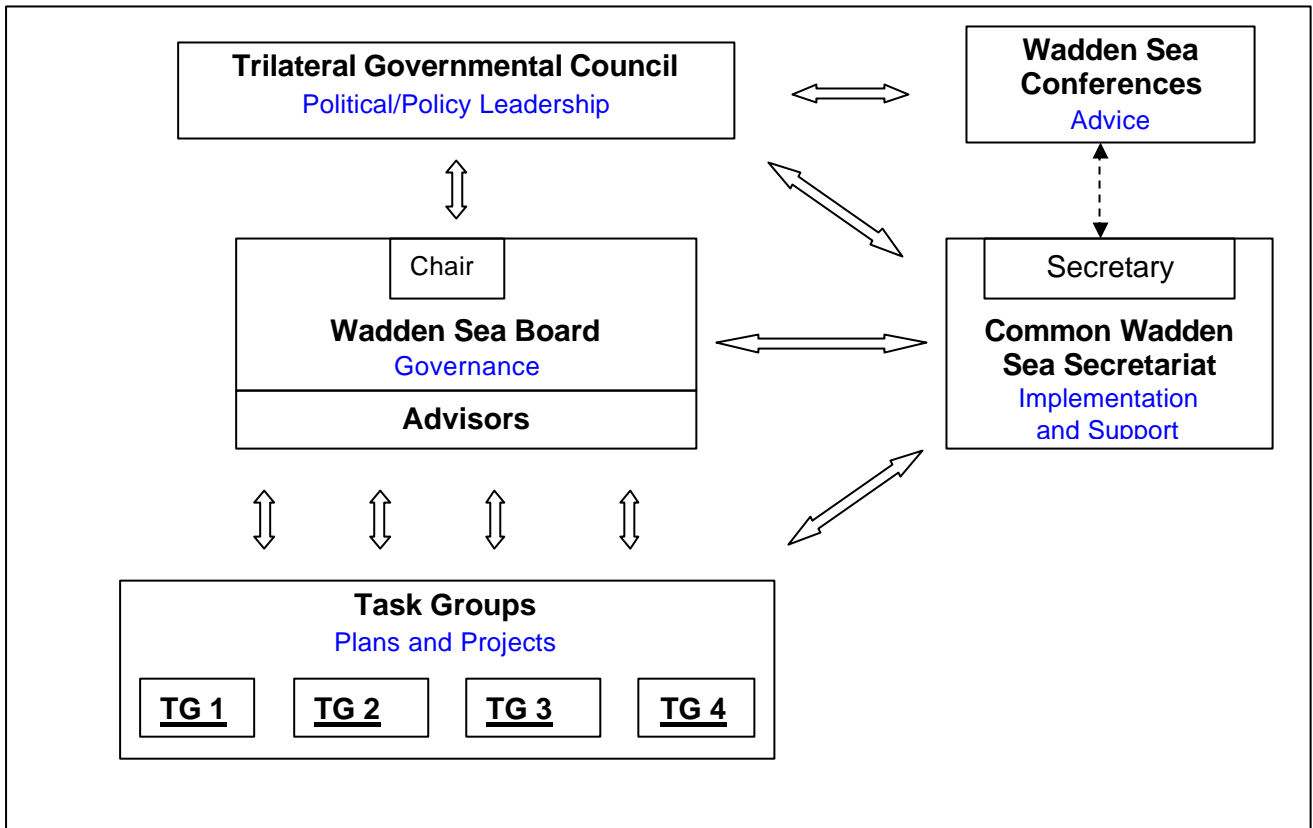 Trilateral Governmental Council
Political/Policy Leadership
Wadden Sea
Conferences
Advice
Chair
Wadden Sea Board
Governance
Advisors
Secretary
Common Wadden
Sea Secretariat
Implementation
and Support
Task Groups
Plans and Projects
TG 1
TG 2
TG 3
TG 4